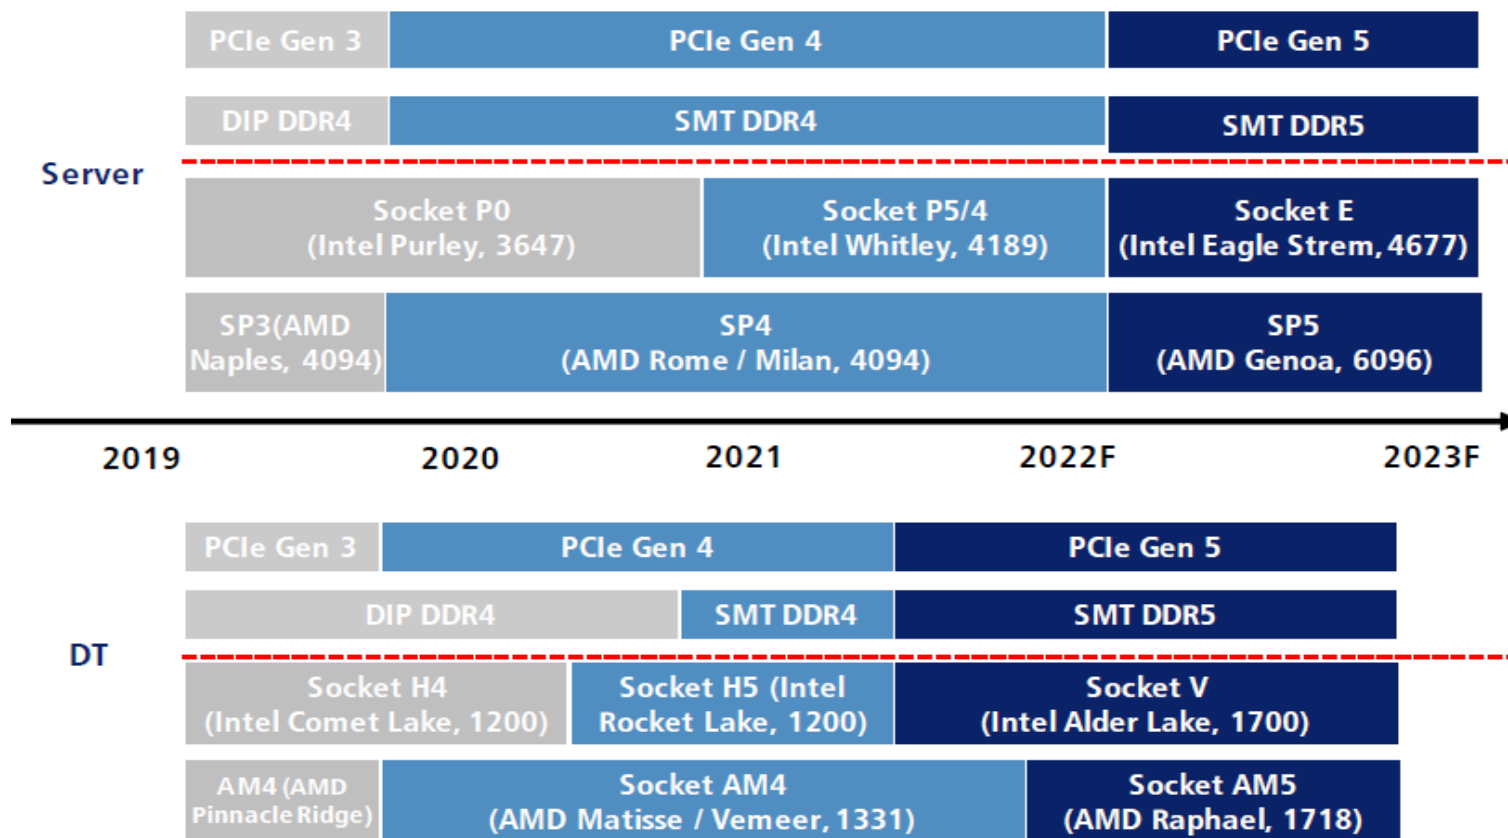 PCIe Gen 3
PCIe Gen 4
PCIe Gen 5
DIP DDR4
SMT DDR4
SMT DDR5
Server
Socket P0
(Intel Purley, 3647)
Socket P5/4
(Intel Whitley, 4189)
Socket E
(Intel Eagle Strem, 4677)
SP3(AMD
Naples, 4094)
SP4
(AMD Rome / Milan, 4094)
SP5
(AMD Genoa, 6096)
2019
2020
2021
2022F
2023F
PCIe Gen 3
PCIe Gen 4
PCIe Gen 5
DIP DDR4
SMT DDR4
SMT DDR5
DT
Socket H4
(Intel Comet Lake, 1200)
Socket H5 (Intel
Rocket Lake, 1200)
Socket V
(Intel Alder Lake, 1700)
AM4 (AMD
Pinnacle Ridge)
Socket AM4
(AMD Matisse / Vemeer, 1331)
Socket AM5
(AMD Raphael, 1718)